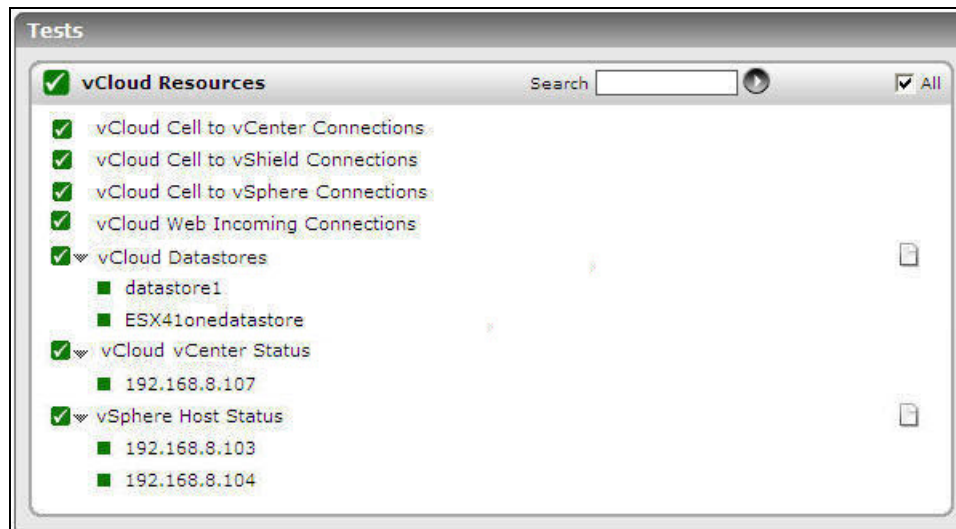 Tests
vCloud Resources Search All
vCloud Cell to vCenter Connections
vCloud Cell to vShield Connections
vCloud Cell to vSphere Connections
vCloud Web Incoming Connections
vCloud Datastores
datastore1
ESX41onedatastore
vCloud vCenter Status
192.168.8.107
vSphere Host Status
192.168.8.103
192.168.8.104